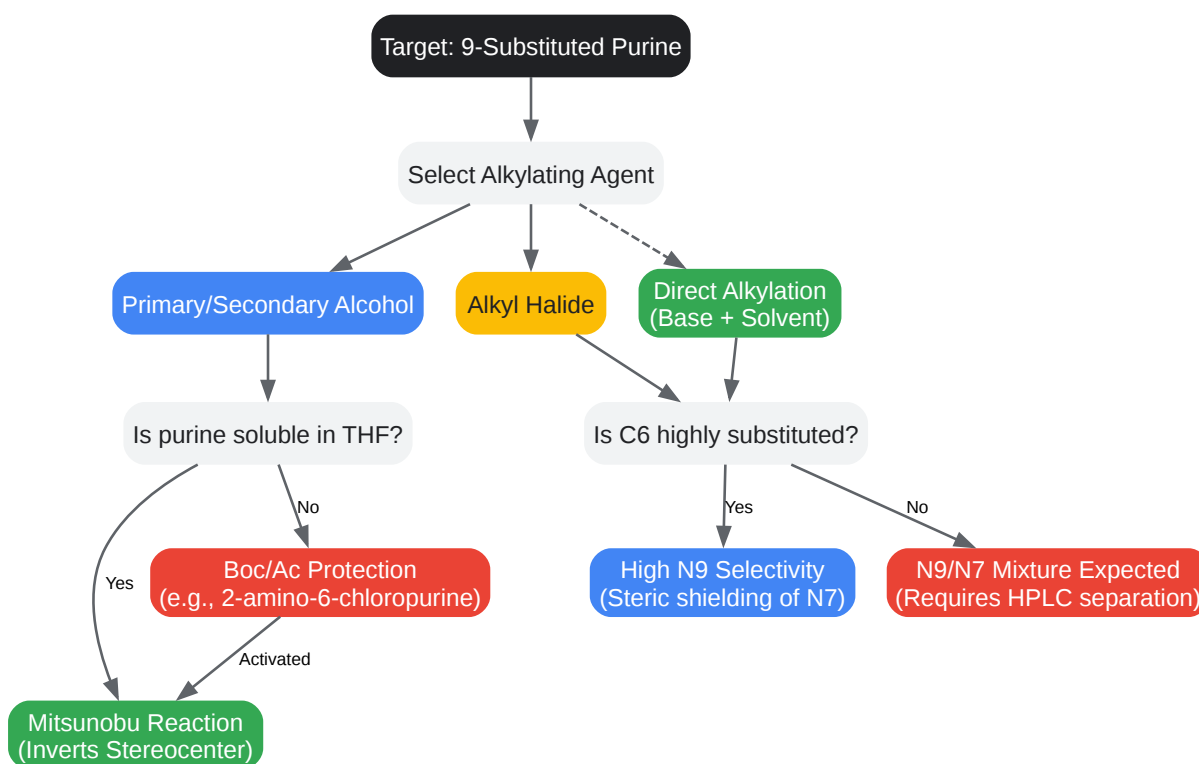 Target: 9-Substituted Purine
Select Alkylating Agent
Primary/Secondary Alcohol
Alkyl Halide
Direct Alkylation
(Base + Solvent)
Is purine soluble in THF?
Is C6 highly substituted?
No
Yes
No
Yes
Boc/Ac Protection
(e.g., 2-amino-6-chloropurine)
High N9 Selectivity
(Steric shielding of N7)
N9/N7 Mixture Expected
(Requires HPLC separation)
Activated
Mitsunobu Reaction
(Inverts Stereocenter)